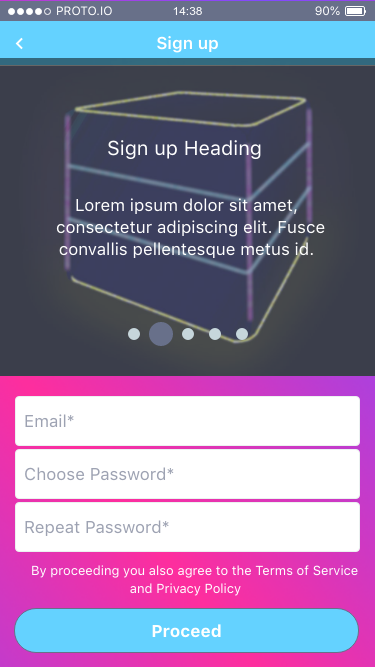 PROTO.IO 14:38 90%
Sign up
Sign up Heading
Lorem ipsum dolor sit amet,
consectetur adipiscing elit. Fusce
convallis pellentesque metus id.
Email*
Choose Password*
Repeat Password*
By proceeding you also agree to the Terms of Service
and Privacy Policy
Proceed